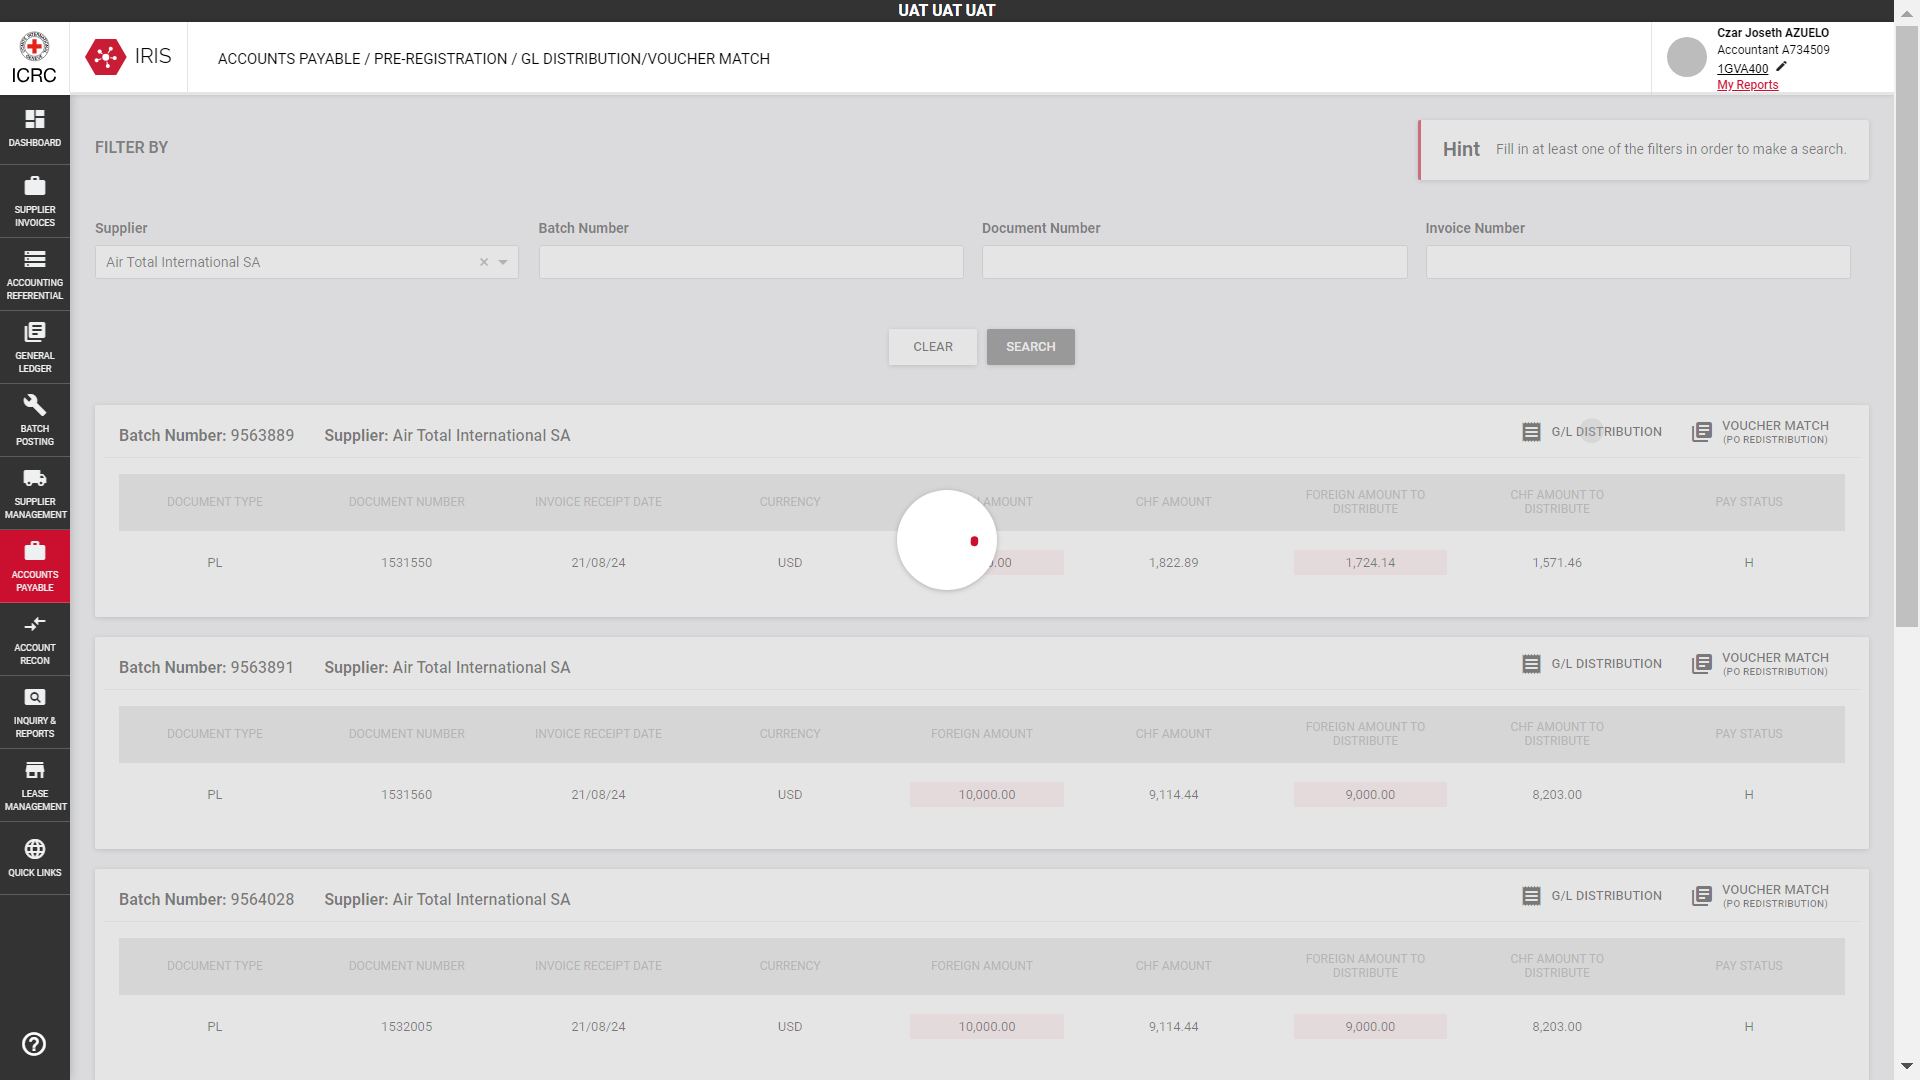 UAT UAT UAT
ICRC
IRIS
ACCOUNTS PAYABLE / PRE-REGISTRATION / GL DISTRIBUTION/VOUCHER MATCH
Czar Joseth AZUELO
Accountant A734509
1GVA400
My Reports
DASHBOARD
SUPPLIER
INVOICES
ACCOUNTING
REFERENTIAL
GENERAL
LEDGER
BATCH
POSTING
SUPPLIER
MANAGEMENT
ACCOUNTS
PAYABLE
ACCOUNT
RECON
INQUIRY &
REPORTS
LEASE
MANAGEMENT
QUICK LINKS
FILTER BY
Hint Fill in at least one of the filters in order to make a search.
Supplier Batch Number Document Number Invoice Number
Air Total International SA
CLEAR SEARCH
Batch Number: 9563889 Supplier: Air Total International SA G/L DISTRIBUTION VOUCHER MATCH
(PO REDISTRIBUTION)
DOCUMENT TYPE DOCUMENT NUMBER INVOICE RECEIPT DATE CURRENCY AMOUNT CHF AMOUNT FOREIGN AMOUNT TO DISTRIBUTE CHF AMOUNT TO DISTRIBUTE PAY STATUS
PL 1531550 21/08/24 USD .00 1,822.89 1,724.14 1,571.46 H
Batch Number: 9563891 Supplier: Air Total International SA G/L DISTRIBUTION VOUCHER MATCH
(PO REDISTRIBUTION)
DOCUMENT TYPE DOCUMENT NUMBER INVOICE RECEIPT DATE CURRENCY FOREIGN AMOUNT CHF AMOUNT FOREIGN AMOUNT TO DISTRIBUTE CHF AMOUNT TO DISTRIBUTE PAY STATUS
PL 1531560 21/08/24 USD 10,000.00 9,114.44 9,000.00 8,203.00 H
Batch Number: 9564028 Supplier: Air Total International SA G/L DISTRIBUTION VOUCHER MATCH
(PO REDISTRIBUTION)
DOCUMENT TYPE DOCUMENT NUMBER INVOICE RECEIPT DATE CURRENCY FOREIGN AMOUNT CHF AMOUNT FOREIGN AMOUNT TO DISTRIBUTE CHF AMOUNT TO DISTRIBUTE PAY STATUS
PL 1532005 21/08/24 USD 10,000.00 9,114.44 9,000.00 8,203.00 H